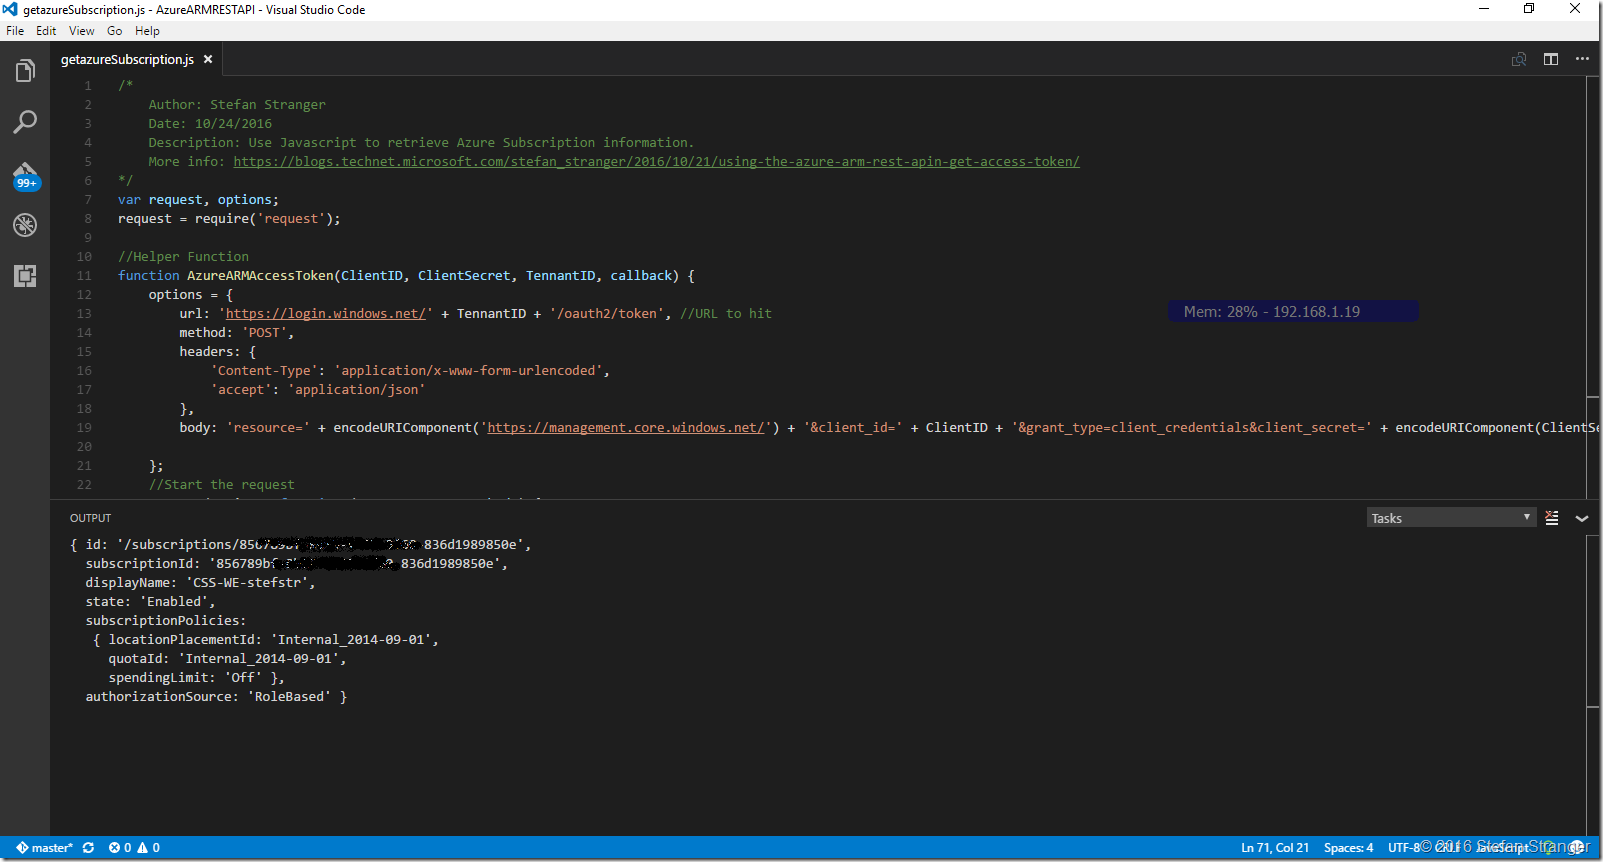 getazureSubscription.js - AzureARMRESTAPI - Visual Studio Code
File Edit View Go Help
getazureSubscription.js
1 /*
2 Author: Stefan Stranger
3 Date: 10/24/2016
4 Description: Use Javascript to retrieve Azure Subscription information.
5 More info: https://blogs.technet.microsoft.com/stefan_stranger/2016/10/21/using-the-azure-arm-rest-apin-get-access-token/
6 */
99+
7 var request, options;
8 request = require('request');
9
10 //Helper Function
11 function AzureARMAccessToken(ClientID, ClientSecret, TennantID, callback) {
12 options = {
13 url: 'https://login.windows.net/' + TennantID + '/oauth2/token', //URL to hit
Mem: 28% - 192.168.1.19
14 method: 'POST',
15 headers: {
16 'Content-Type': 'application/x-www-form-urlencoded',
17 'accept': 'application/json'
18 },
19 body: 'resource=' + encodeURIComponent('https://management.core.windows.net/') + '&client_id=' + ClientID + '&grant_type=client_credentials&client_secret=' + encodeURIComponent(ClientSe
20
21 };
22 //Start the request
OUTPUT
Tasks
{ id: '/subscriptions/856789bf 836d1989850e',
subscriptionId: '856789bf 836d1989850e',
displayName: 'CSS-WE-stefstr',
state: 'Enabled',
subscriptionPolicies:
{ locationPlacementId: 'Internal_2014-09-01',
quotaId: 'Internal_2014-09-01',
spendingLimit: 'Off' },
authorizationSource: 'RoleBased' }
master* 0 0 Ln 71, Col 21 Spaces: 4 UTF-8 CRLF JavaScript
© 2016 Stefan Stranger